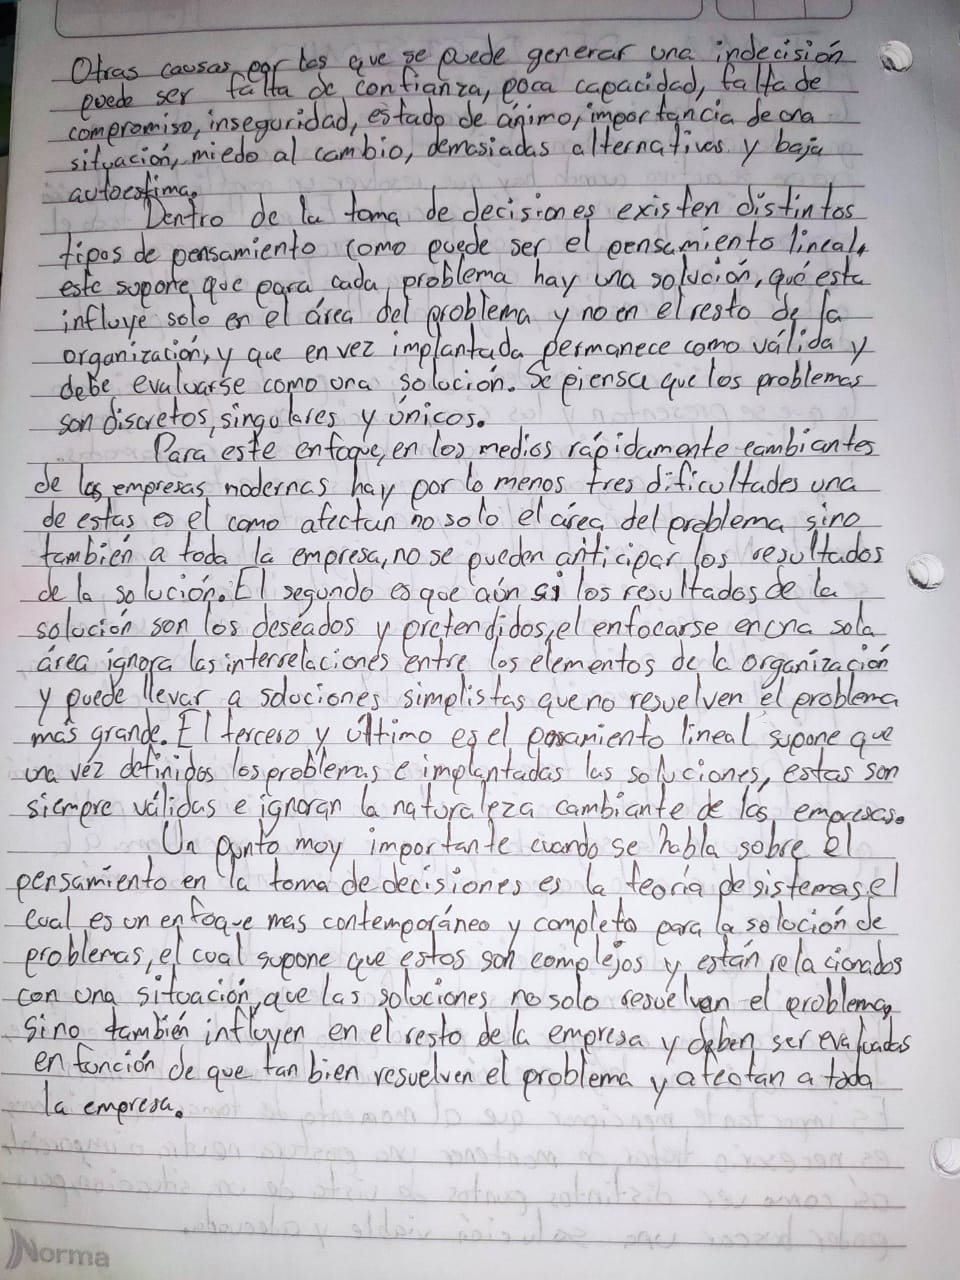 Otras causas por las que se puede generar una indecisión
puede ser falta de confianza, poca capacidad, falta de
compromiso, inseguridad, estado de ánimo, importancia de una
situación, miedo al cambio, demasiadas alternativas y baja
autoestima.
Dentro de la toma de decisiones existen distintos
tipos de pensamiento como puede ser el pensamiento lineal,
este supone que para cada problema hay una solución, qué esta
influye solo en el área del problema y no en el resto de la
organización, y que en vez implantada permanece como válida y
debe evaluarse como una solución. Se piensa que los problemas
son discretos, singulares y únicos.
Para este enfoque, en los medios rápidamente cambiantes
de las empresas modernas hay por lo menos tres dificultades una
de estas es el como afectan no solo el área del problema sino
también a toda la empresa, no se pueden anticipar los resultados
de la solución. El segundo es que aún si los resultados de la
solución son los deseados y pretendidos, el enfocarse en una sola
área ignora las interrelaciones entre los elementos de la organización
y puede llevar a soluciones simplistas que no resuelven el problema
más grande. El tercero y último es el pensamiento lineal supone que
una vez definidos los problemas e implantadas las soluciones, estas son
siempre válidas e ignoran la naturaleza cambiante de las empresas.
Un punto muy importante cuando se habla sobre el
pensamiento en la toma de decisiones es la teoría de sistemas, el
cual es un enfoque mas contemporáneo y completo para la solución de
problemas, el cual supone que estos son complejos y están relacionados
con una situación, que las soluciones no solo resuelven el problema,
sino también influyen en el resto de la empresa y deben ser evaluadas
en función de que tan bien resuelven el problema y afectan a toda
la empresa.
Norma